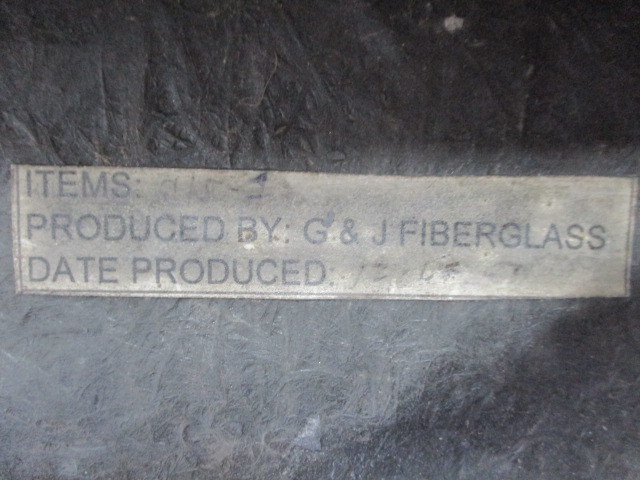 ITEMS:
PRODUCED BY: G & J FIBERGLASS
DATE PRODUCED: